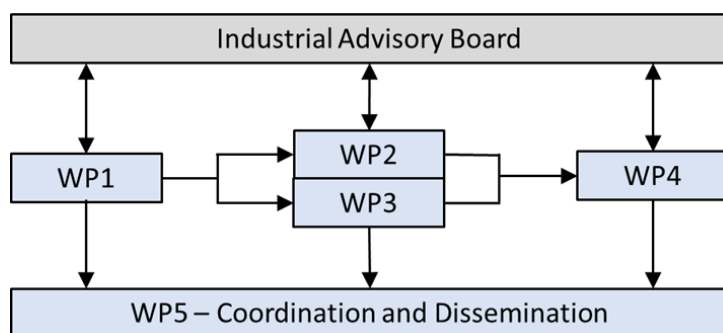 Industrial Advisory Board
WP1
WP2
WP3
WP4
WP5 – Coordination and Dissemination